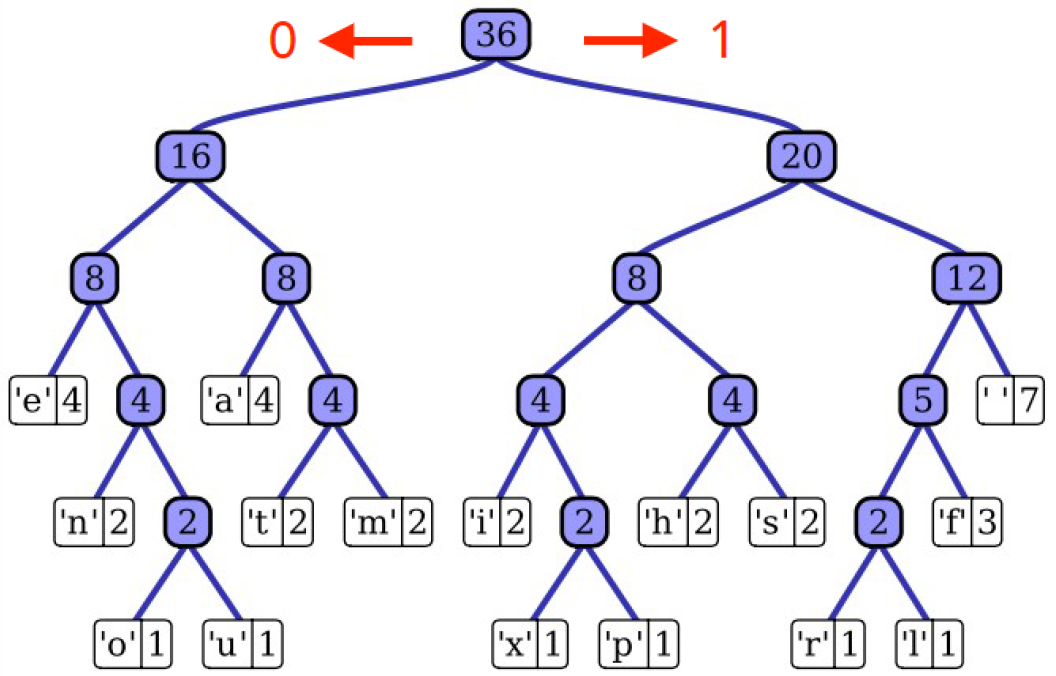 0 36 1
16 20
8 8 8 12
'e' 4 4 'a' 4 4 4 4 5 ' ' 7
'n' 2 2 't' 2 'm' 2 'i' 2 2 'h' 2 's' 2 2 'f' 3
'o' 1 'u' 1 'x' 1 'p' 1 'r' 1 'l' 1